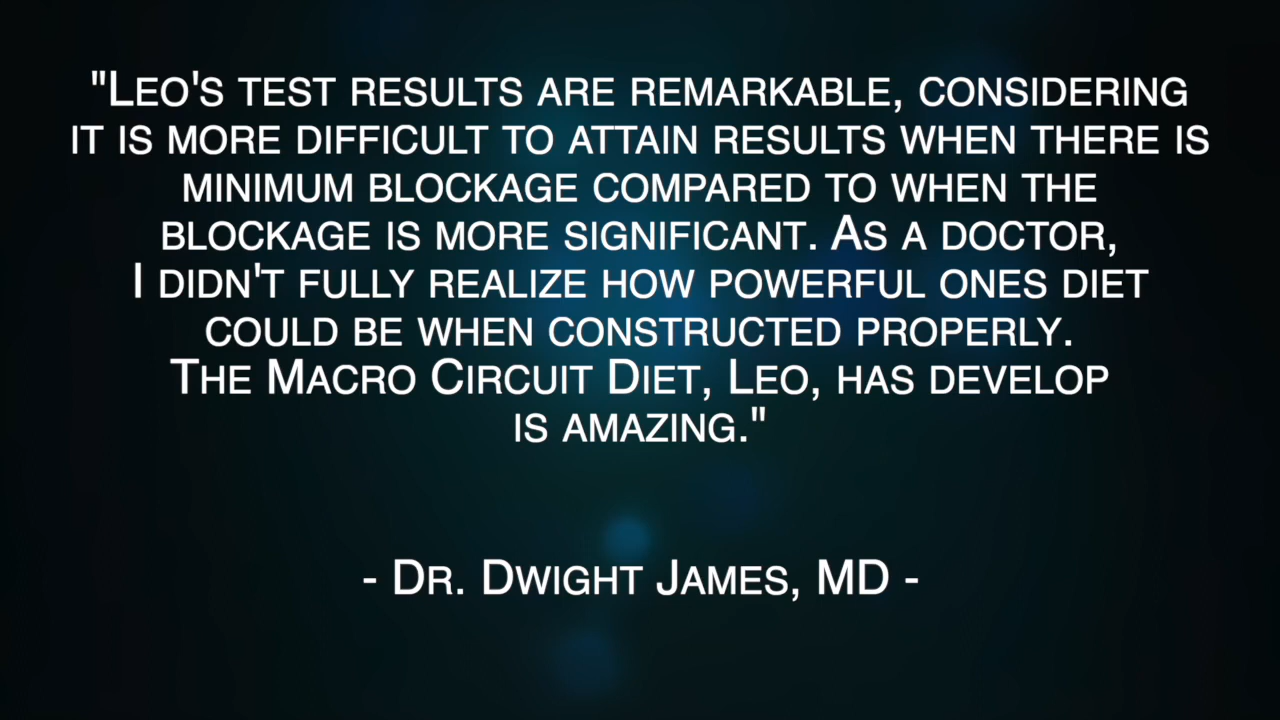 "Leo's test results are remarkable, considering
it is more difficult to attain results when there is
minimum blockage compared to when the
blockage is more significant. As a doctor,
I didn't fully realize how powerful ones diet
could be when constructed properly.
The Macro Circuit Diet, Leo, has develop
is amazing."
- Dr. Dwight James, MD -